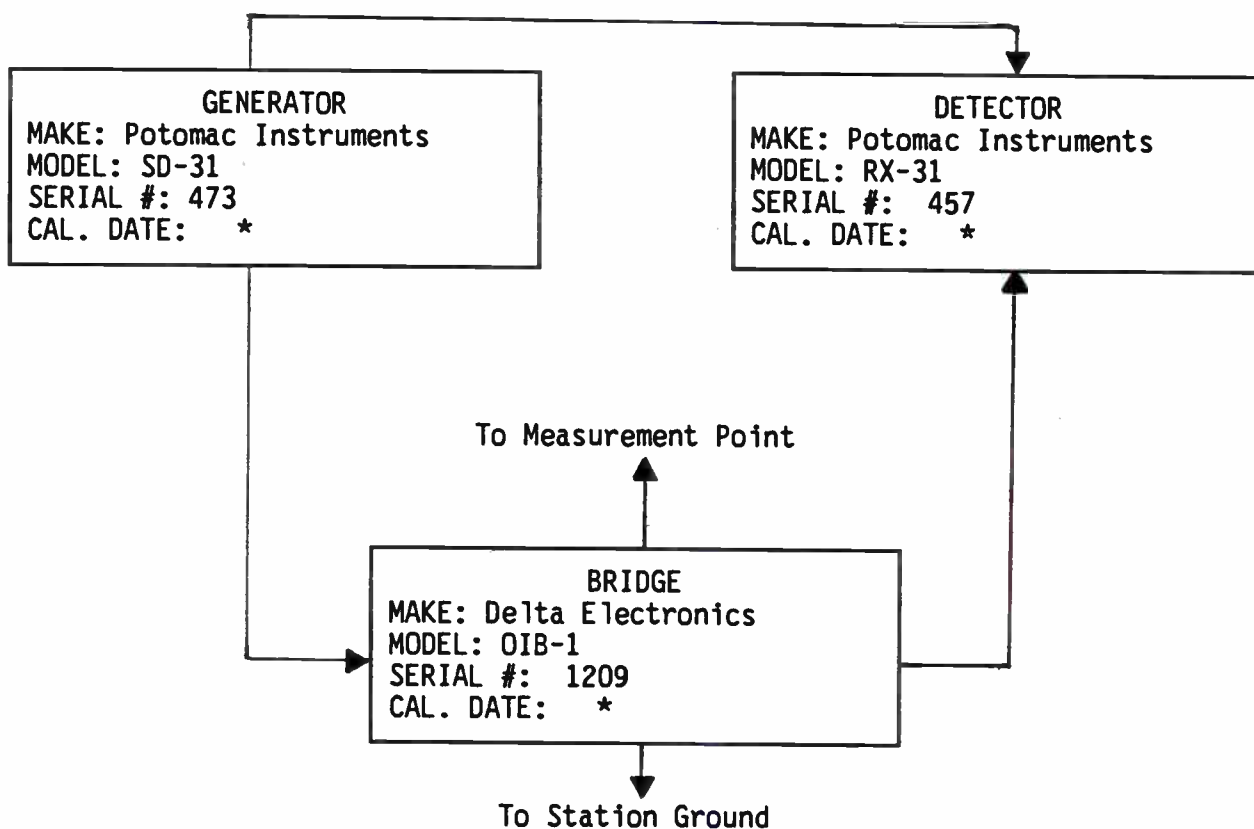 GENERATOR
MAKE: Potomac Instruments
MODEL: SD-31
SERIAL #: 473
CAL. DATE: *
DETECTOR
MAKE: Potomac Instruments
MODEL: RX-31
SERIAL #: 457
CAL. DATE: *
To Measurement Point
BRIDGE
MAKE: Delta Electronics
MODEL: OIB-1
SERIAL #: 1209
CAL. DATE: *
To Station Ground